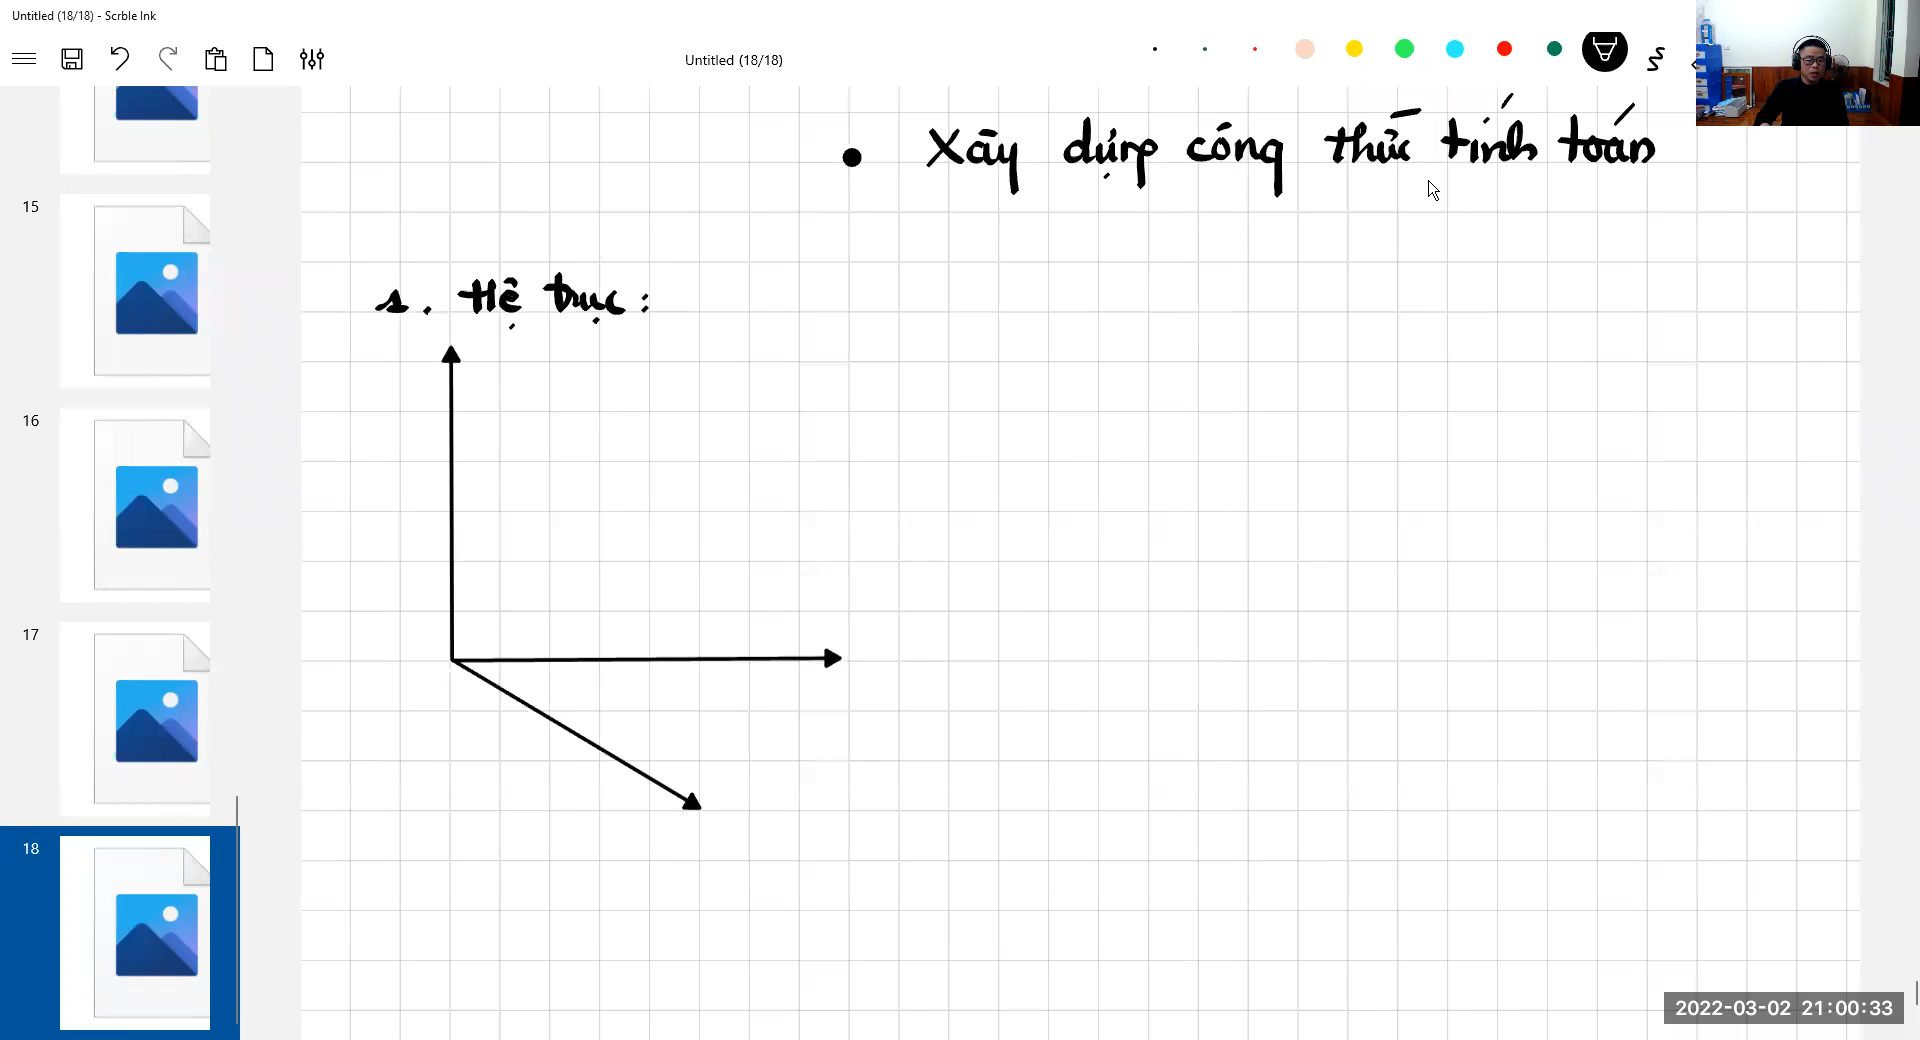 Untitled (18/18) - Scrble Ink
Untitled (18/18)
• Xây dựng công thức tính toán
15
1. Hệ trục:
16
17
18
2022-03-02 21:00:33